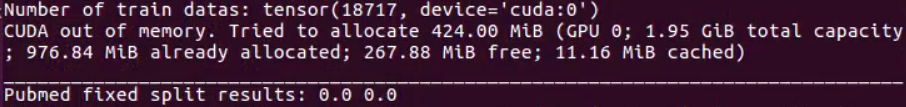 Number of train datas: tensor(18717, device='cuda:0')
CUDA out of memory. Tried to allocate 424.00 MiB (GPU 0; 1.95 GiB total capacity
; 976.84 MiB already allocated; 267.88 MiB free; 11.16 MiB cached)
________________________________________________________________________________
Pubmed fixed split results: 0.0 0.0